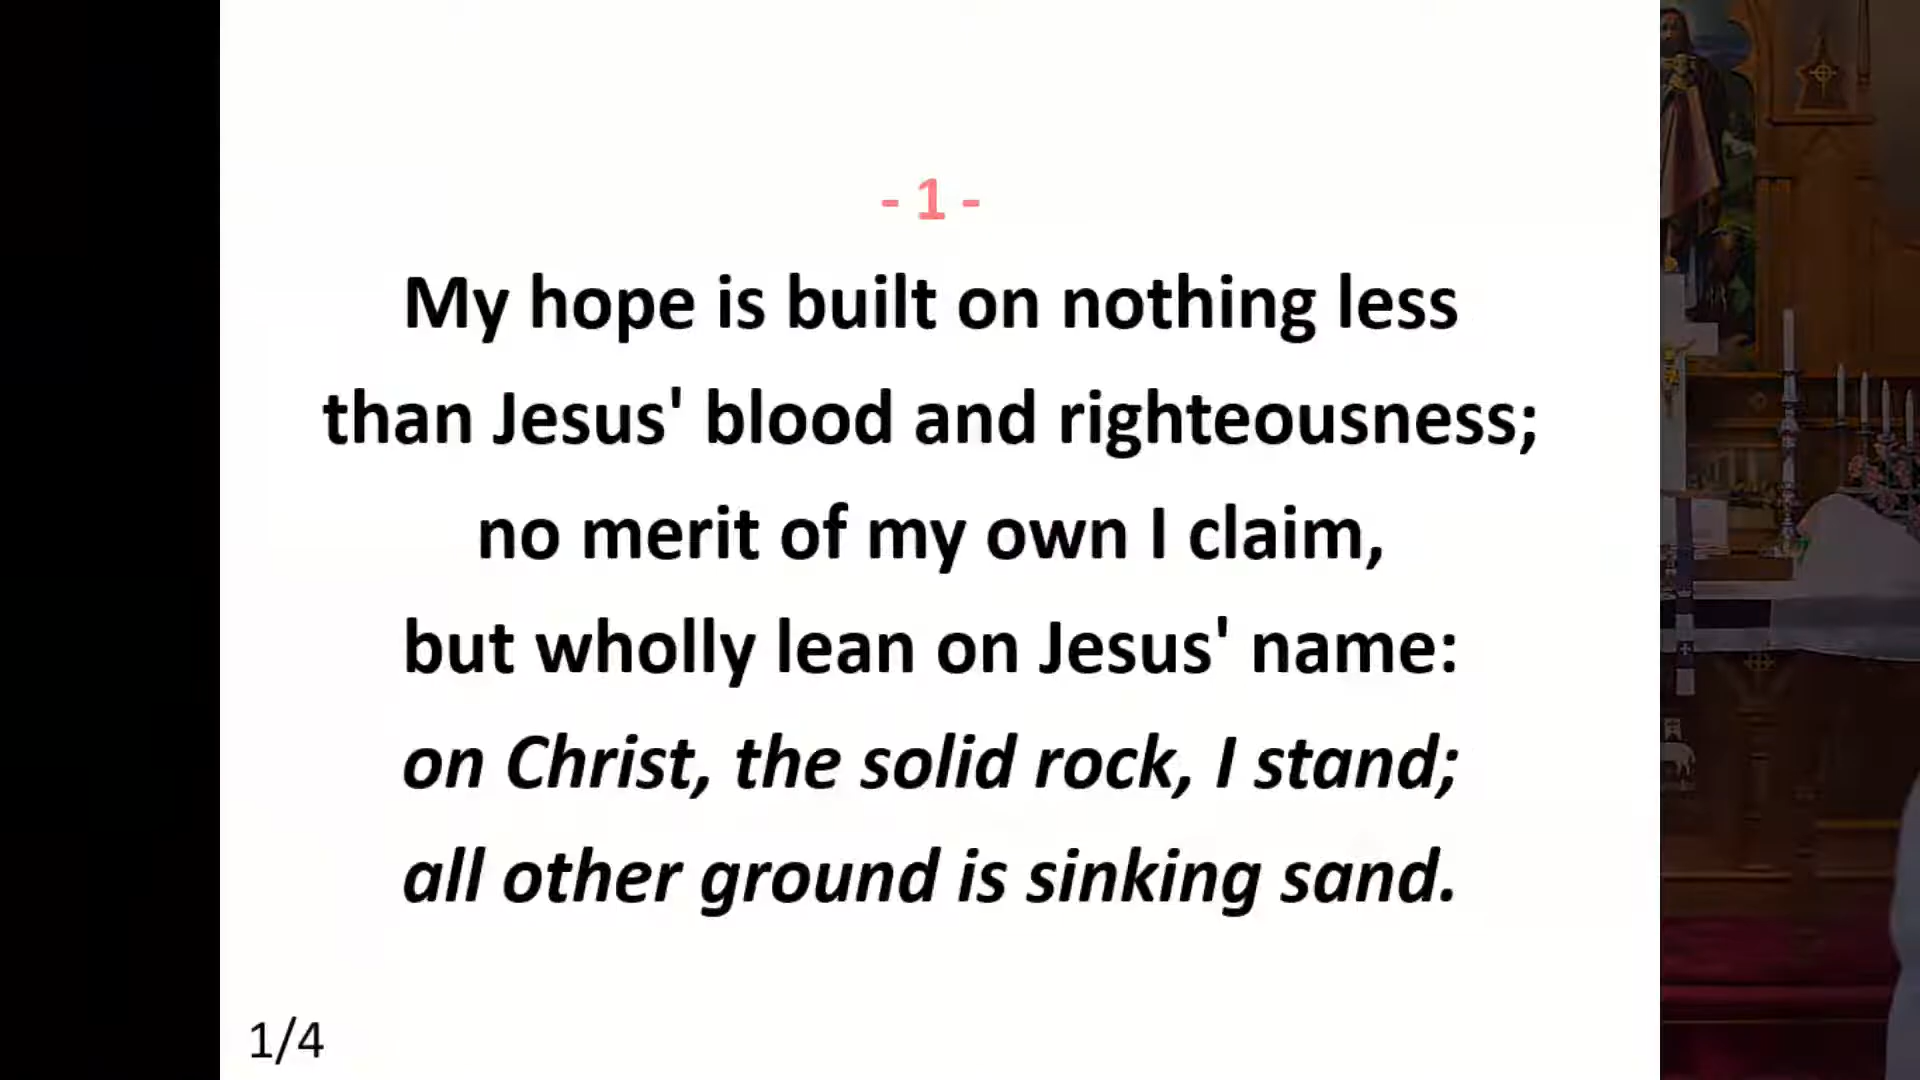 - 1 -
My hope is built on nothing less
than Jesus' blood and righteousness;
no merit of my own I claim,
but wholly lean on Jesus' name:
on Christ, the solid rock, I stand;
all other ground is sinking sand.
1/4